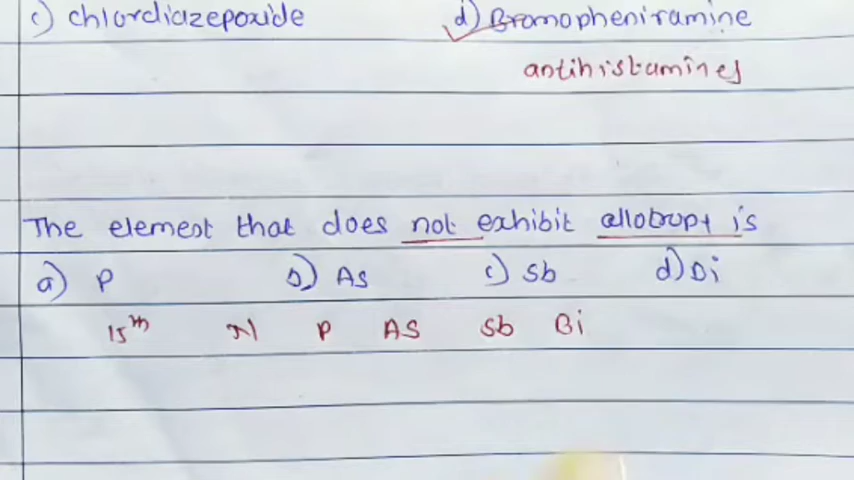 c) chlordiazepoxide d) Bromopheniramine
antihistamines
The element that does not exhibit allotropy is
a) P b) As c) Sb d) Bi
15th N P AS Sb Bi